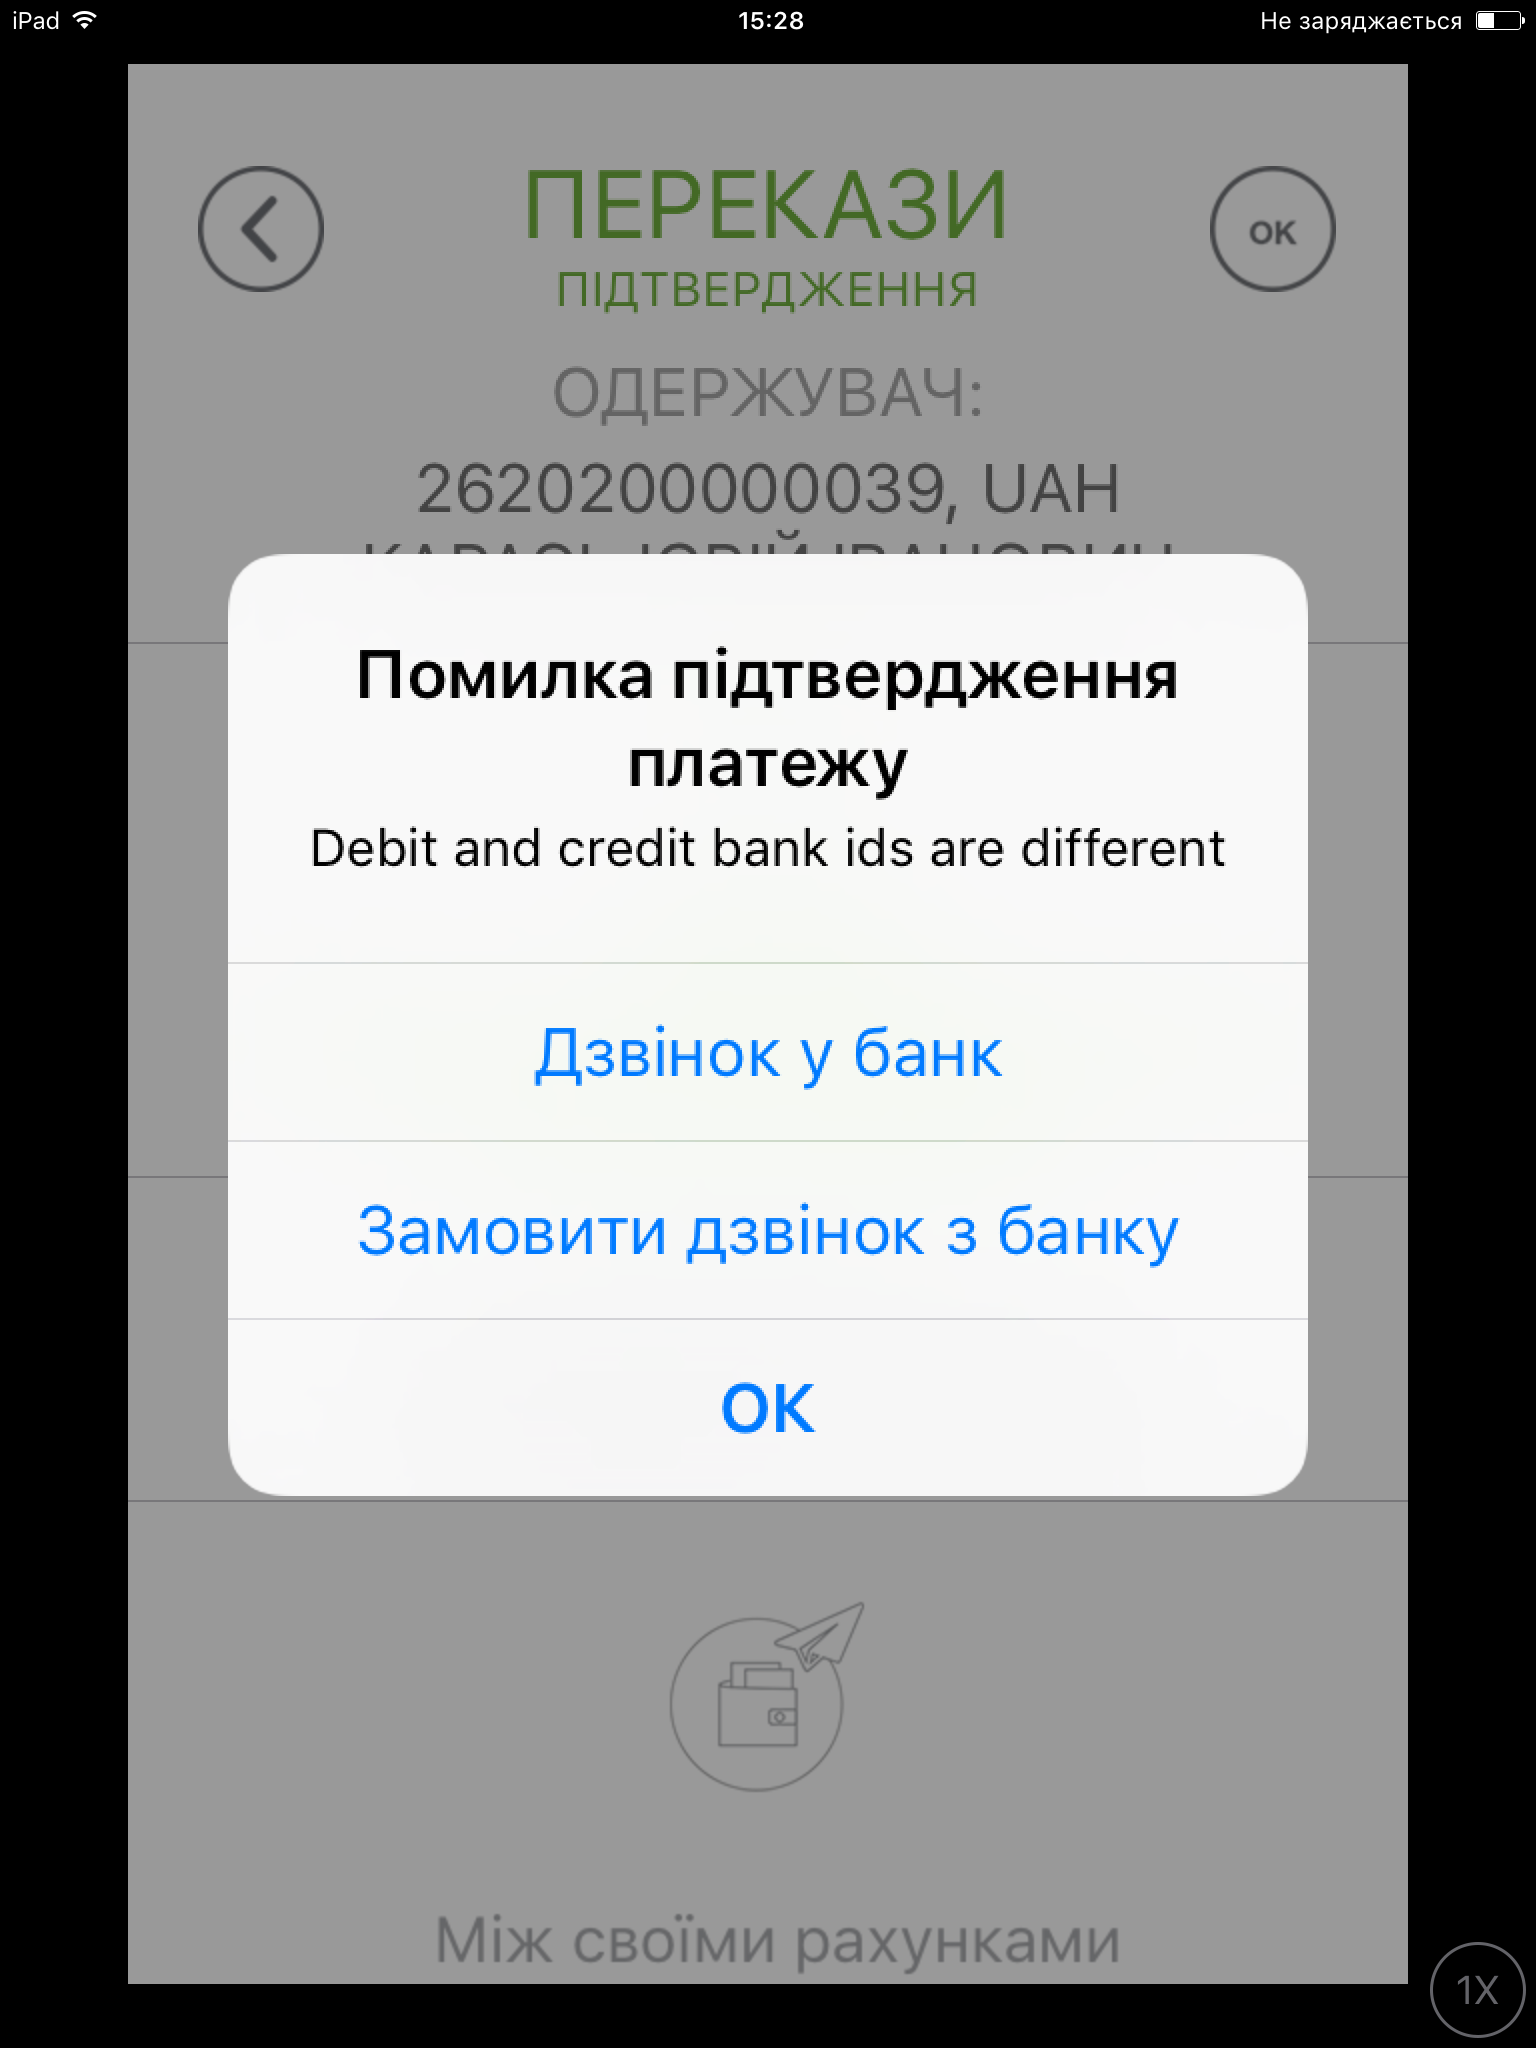 iPad 15:28 Не заряджається
ПЕРЕКАЗИ
OK
ПІДТВЕРДЖЕННЯ
ОДЕРЖУВАЧ:
2620200000039, UAH
Помилка підтвердження
платежу
Debit and credit bank ids are different
Дзвінок у банк
Замовити дзвінок з банку
OK
Між своїми рахунками
1X